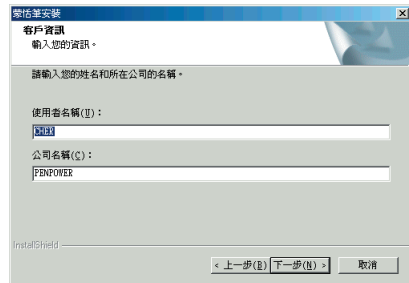 蒙恬筆安裝
客戶資訊
輸入您的資訊。
請輸入您的姓名和所在公司的名稱。
使用者名稱(U)：
CHER
公司名稱(C)：
PENPOWER
InstallShield
< 上一步(B) 下一步(N) > 取消